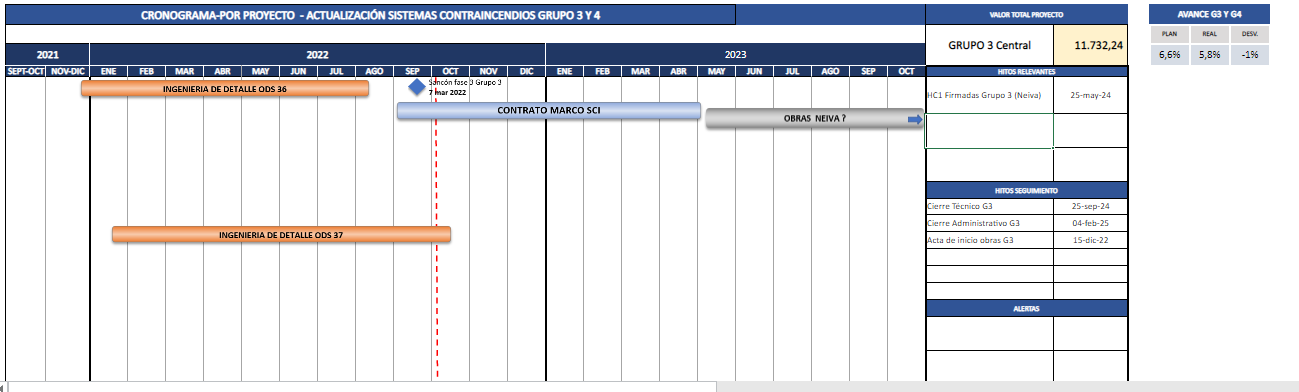 CRONOGRAMA-POR PROYECTO - ACTUALIZACIÓN SISTEMAS CONTRAINCENDIOS GRUPO 3 Y 4
VALOR TOTAL PROYECTO
AVANCE G3 Y G4
GRUPO 3 Central
11.732,24
PLAN REAL DESV.
6,6% 5,8% -1%
2021 2022 2023
SEPT-OCT NOV-DIC ENE FEB MAR ABR MAY JUN JUL AGO SEP OCT NOV DIC ENE FEB MAR ABR MAY JUN JUL AGO SEP OCT
HITOS RELEVANTES
INGENIERIA DE DETALLE ODS 36
Sancón fase 3 Grupo 3
7 mar 2022
HC1 Firmadas Grupo 3 (Neiva) 25-may-24
CONTRATO MARCO SCI
OBRAS NEIVA ?
HITOS SEGUIMIENTO
Cierre Técnico G3 25-sep-24
Cierre Administrativo G3 04-feb-25
Acta de inicio obras G3 15-dic-22
INGENIERIA DE DETALLE ODS 37
ALERTAS